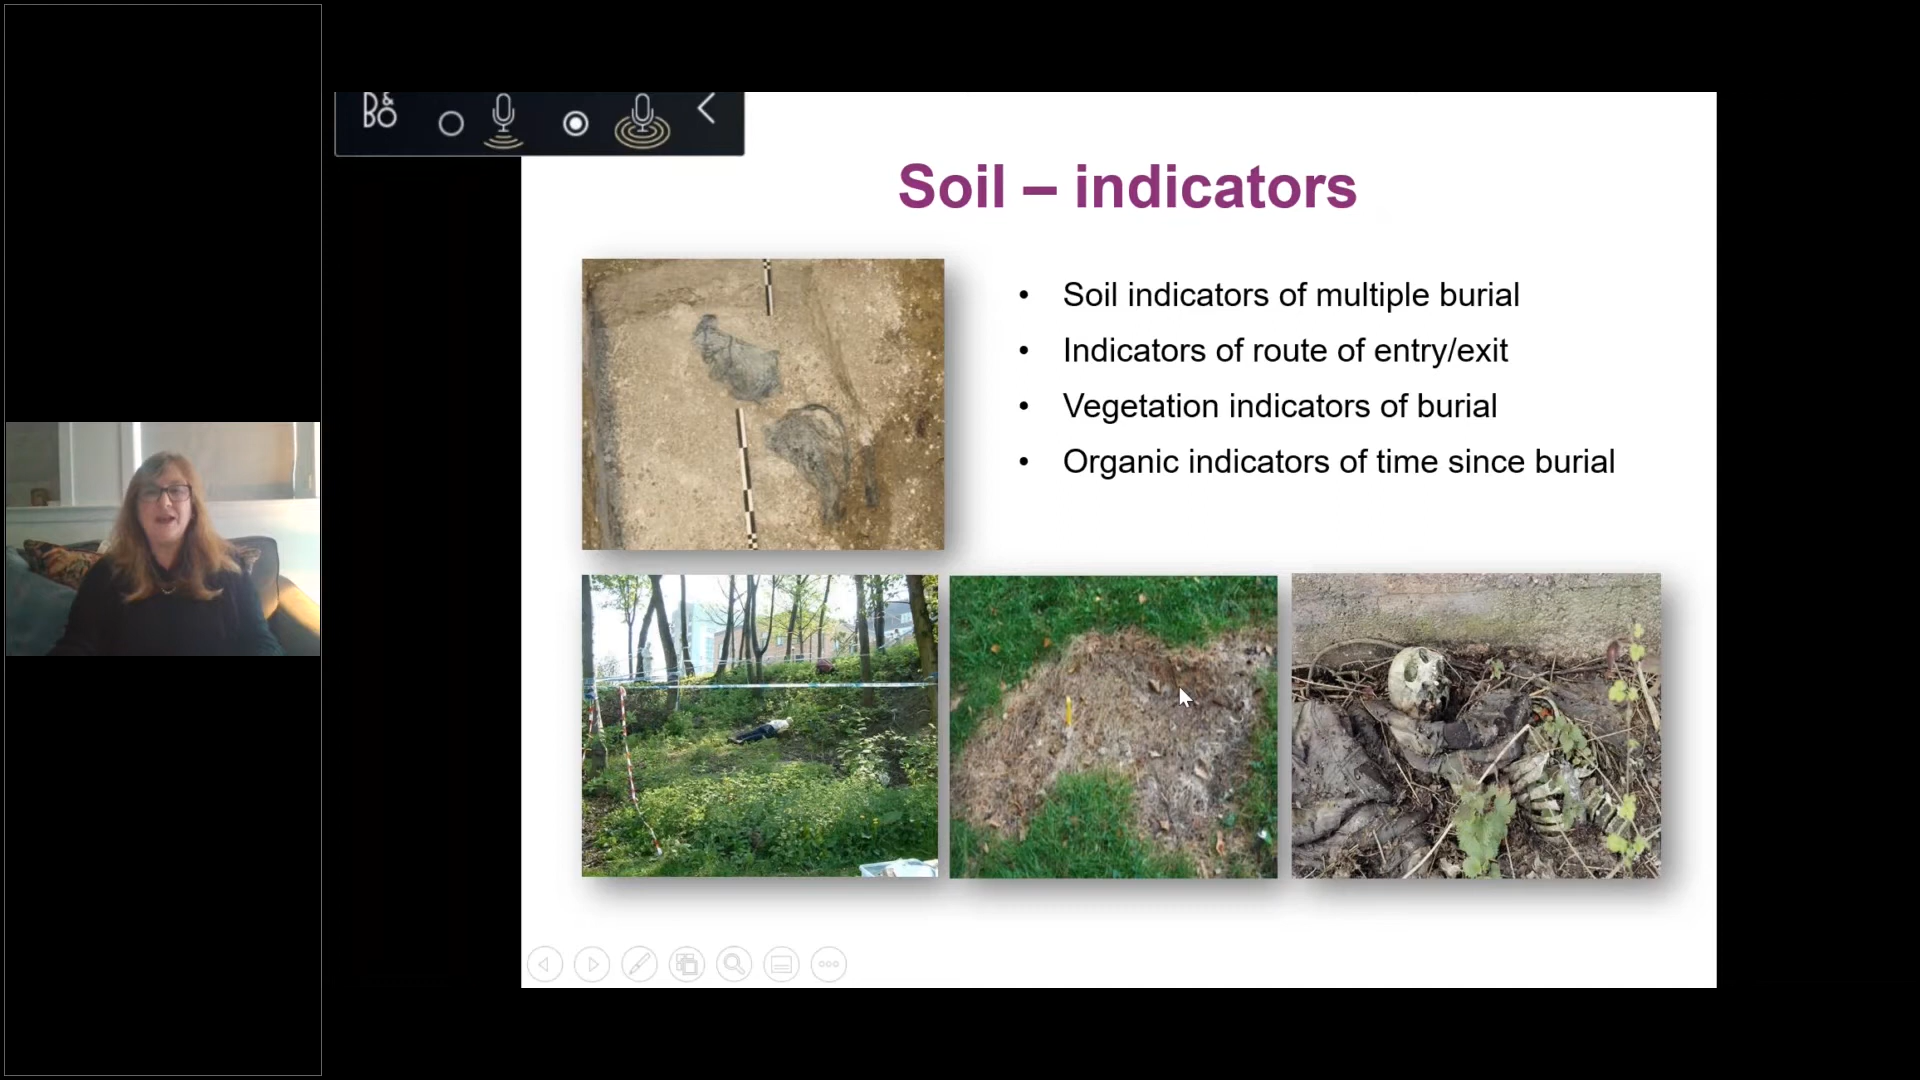 B&O
Soil – indicators
• Soil indicators of multiple burial
• Indicators of route of entry/exit
• Vegetation indicators of burial
• Organic indicators of time since burial